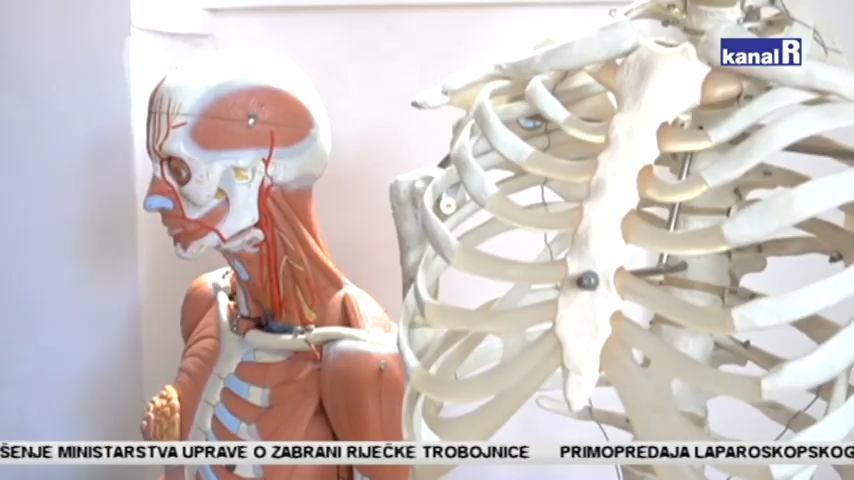 kanal R
ŠENJE MINISTARSTVA UPRAVE O ZABRANI RIJEČKE TROBOJNICE PRIMOPREDAJA LAPAROSKOPSKOG